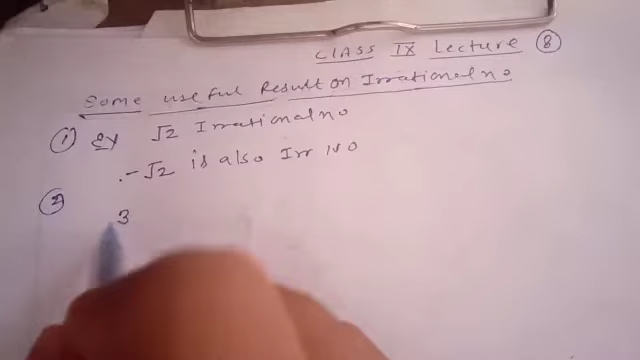 CLASS IX Lecture 8
Some useful Result on Irrational no
1 Ex √2 Irrational no
.-√2 is also Irr No
2
3